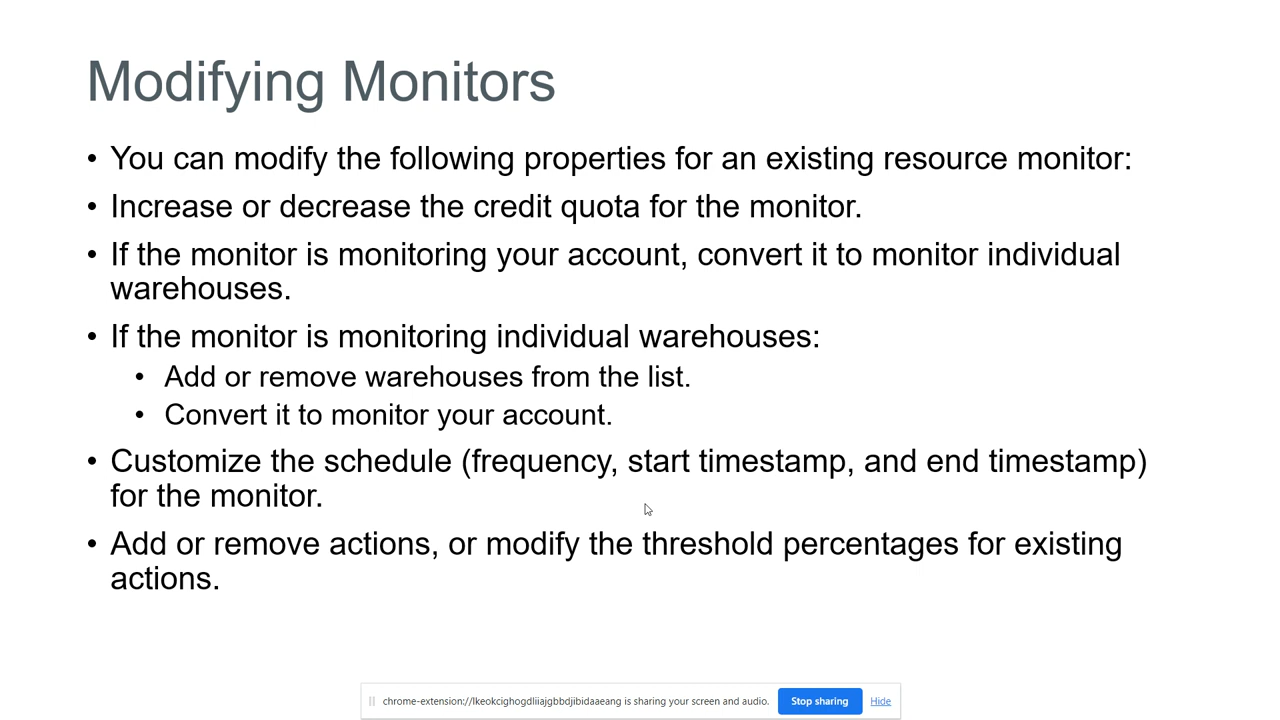 Modifying Monitors
• You can modify the following properties for an existing resource monitor:
• Increase or decrease the credit quota for the monitor.
• If the monitor is monitoring your account, convert it to monitor individual
warehouses.
• If the monitor is monitoring individual warehouses:
• Add or remove warehouses from the list.
• Convert it to monitor your account.
• Customize the schedule (frequency, start timestamp, and end timestamp)
for the monitor.
• Add or remove actions, or modify the threshold percentages for existing
actions.
chrome-extension://lkeokcighogdliiajgbbdjibidaaeang is sharing your screen and audio. Stop sharing Hide